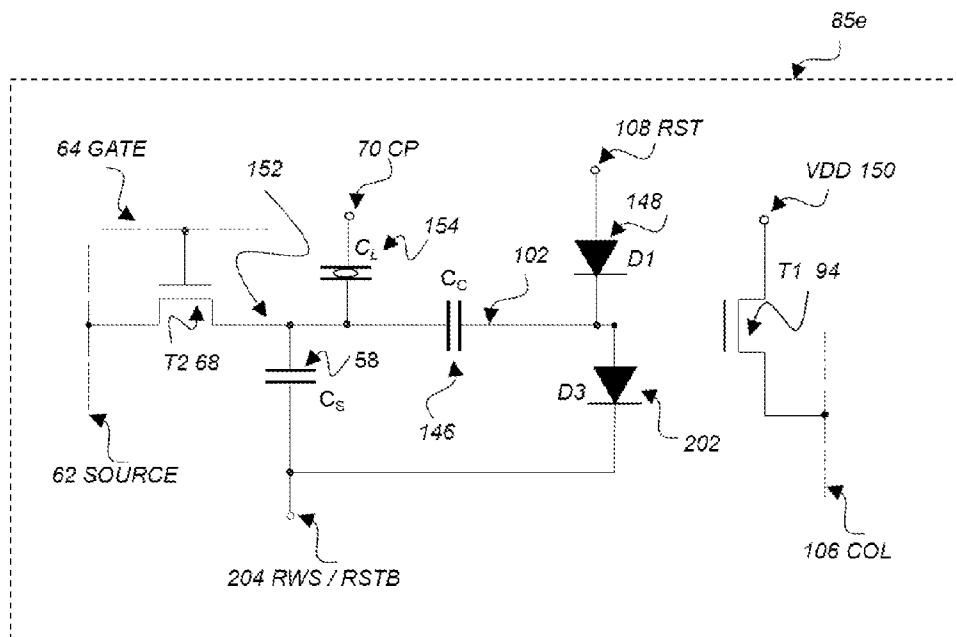 85e
108 RST
64 GATE
70 CP
152
VDD 150
148
154
CL
102
D1
CC
T1 94
T2 68
58
D3
CS
146
202
62 SOURCE
106 COL
204 RWS / RSTB